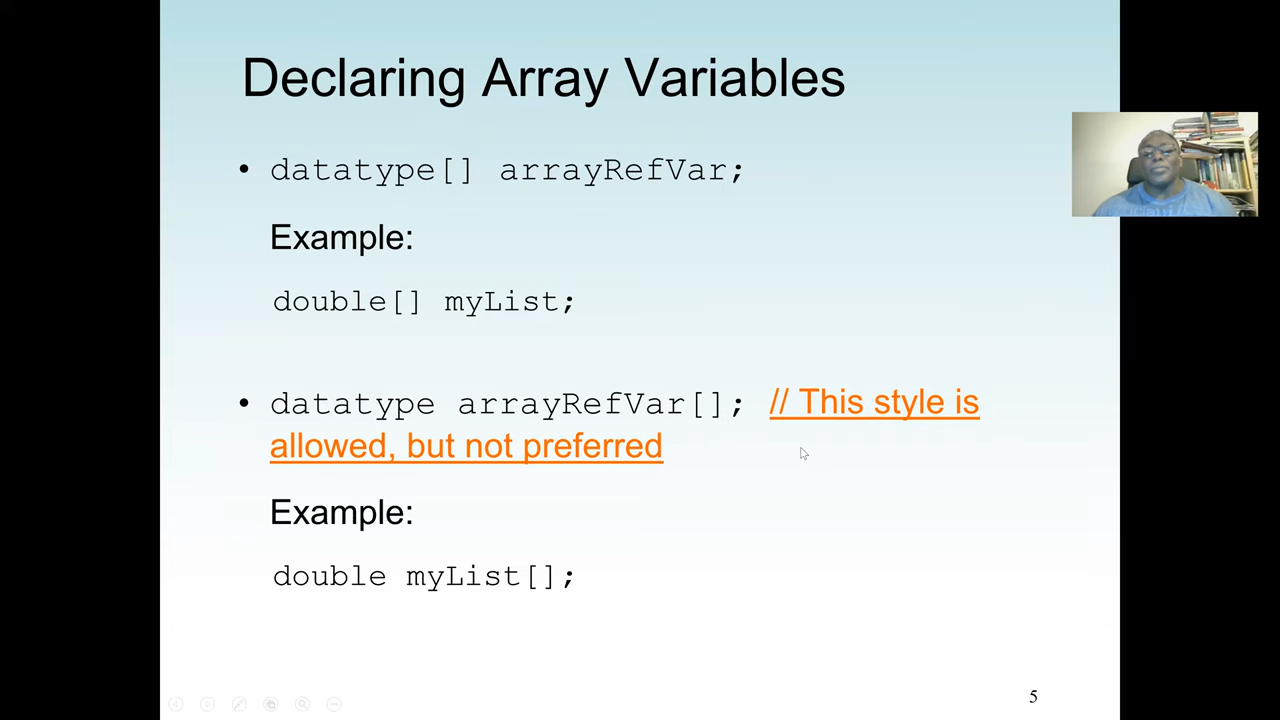 Declaring Array Variables
• datatype[] arrayRefVar;
Example:
double[] myList;
• datatype arrayRefVar[]; // This style is
allowed, but not preferred
Example:
double myList[];
5